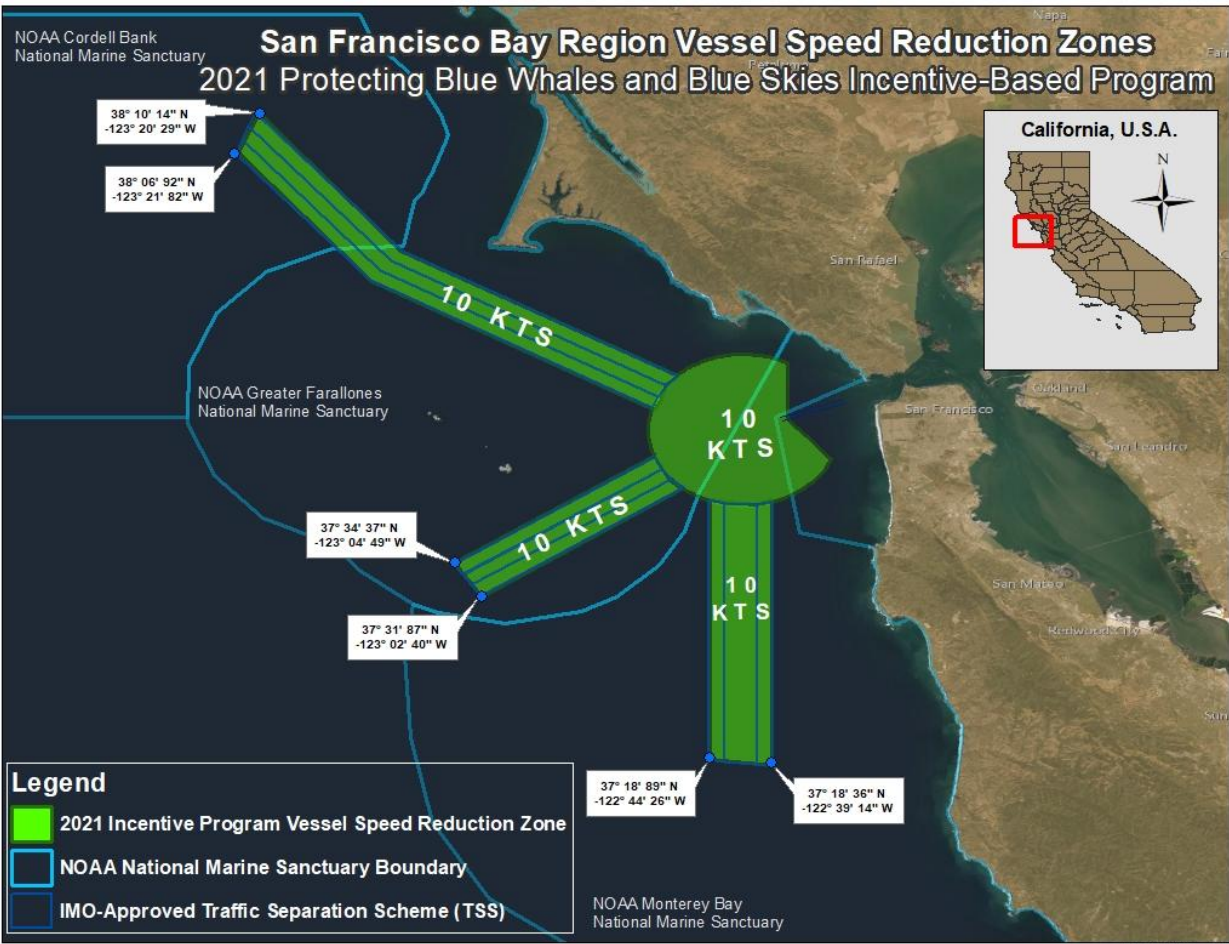 San Francisco Bay Region Vessel Speed Reduction Zones
2021 Protecting Blue Whales and Blue Skies Incentive-Based Program
NOAA Cordell Bank
National Marine Sanctuary
Napa
Petaluma
38° 10' 14" N
-123° 20' 29" W
38° 06' 92" N
-123° 21' 82" W
California, U.S.A.
N
San Rafael
10 KTS
NOAA Greater Farallones
National Marine Sanctuary
10
KTS
Oakland
San Francisco
San Leandro
10 KTS
37° 34' 37" N
-123° 04' 49" W
37° 31' 87" N
-123° 02' 40" W
10
KTS
San Mateo
Redwood City
37° 18' 89" N
-122° 44' 26" W
37° 18' 36" N
-122° 39' 14" W
Legend
2021 Incentive Program Vessel Speed Reduction Zone
NOAA National Marine Sanctuary Boundary
IMO-Approved Traffic Separation Scheme (TSS)
NOAA Monterey Bay
National Marine Sanctuary